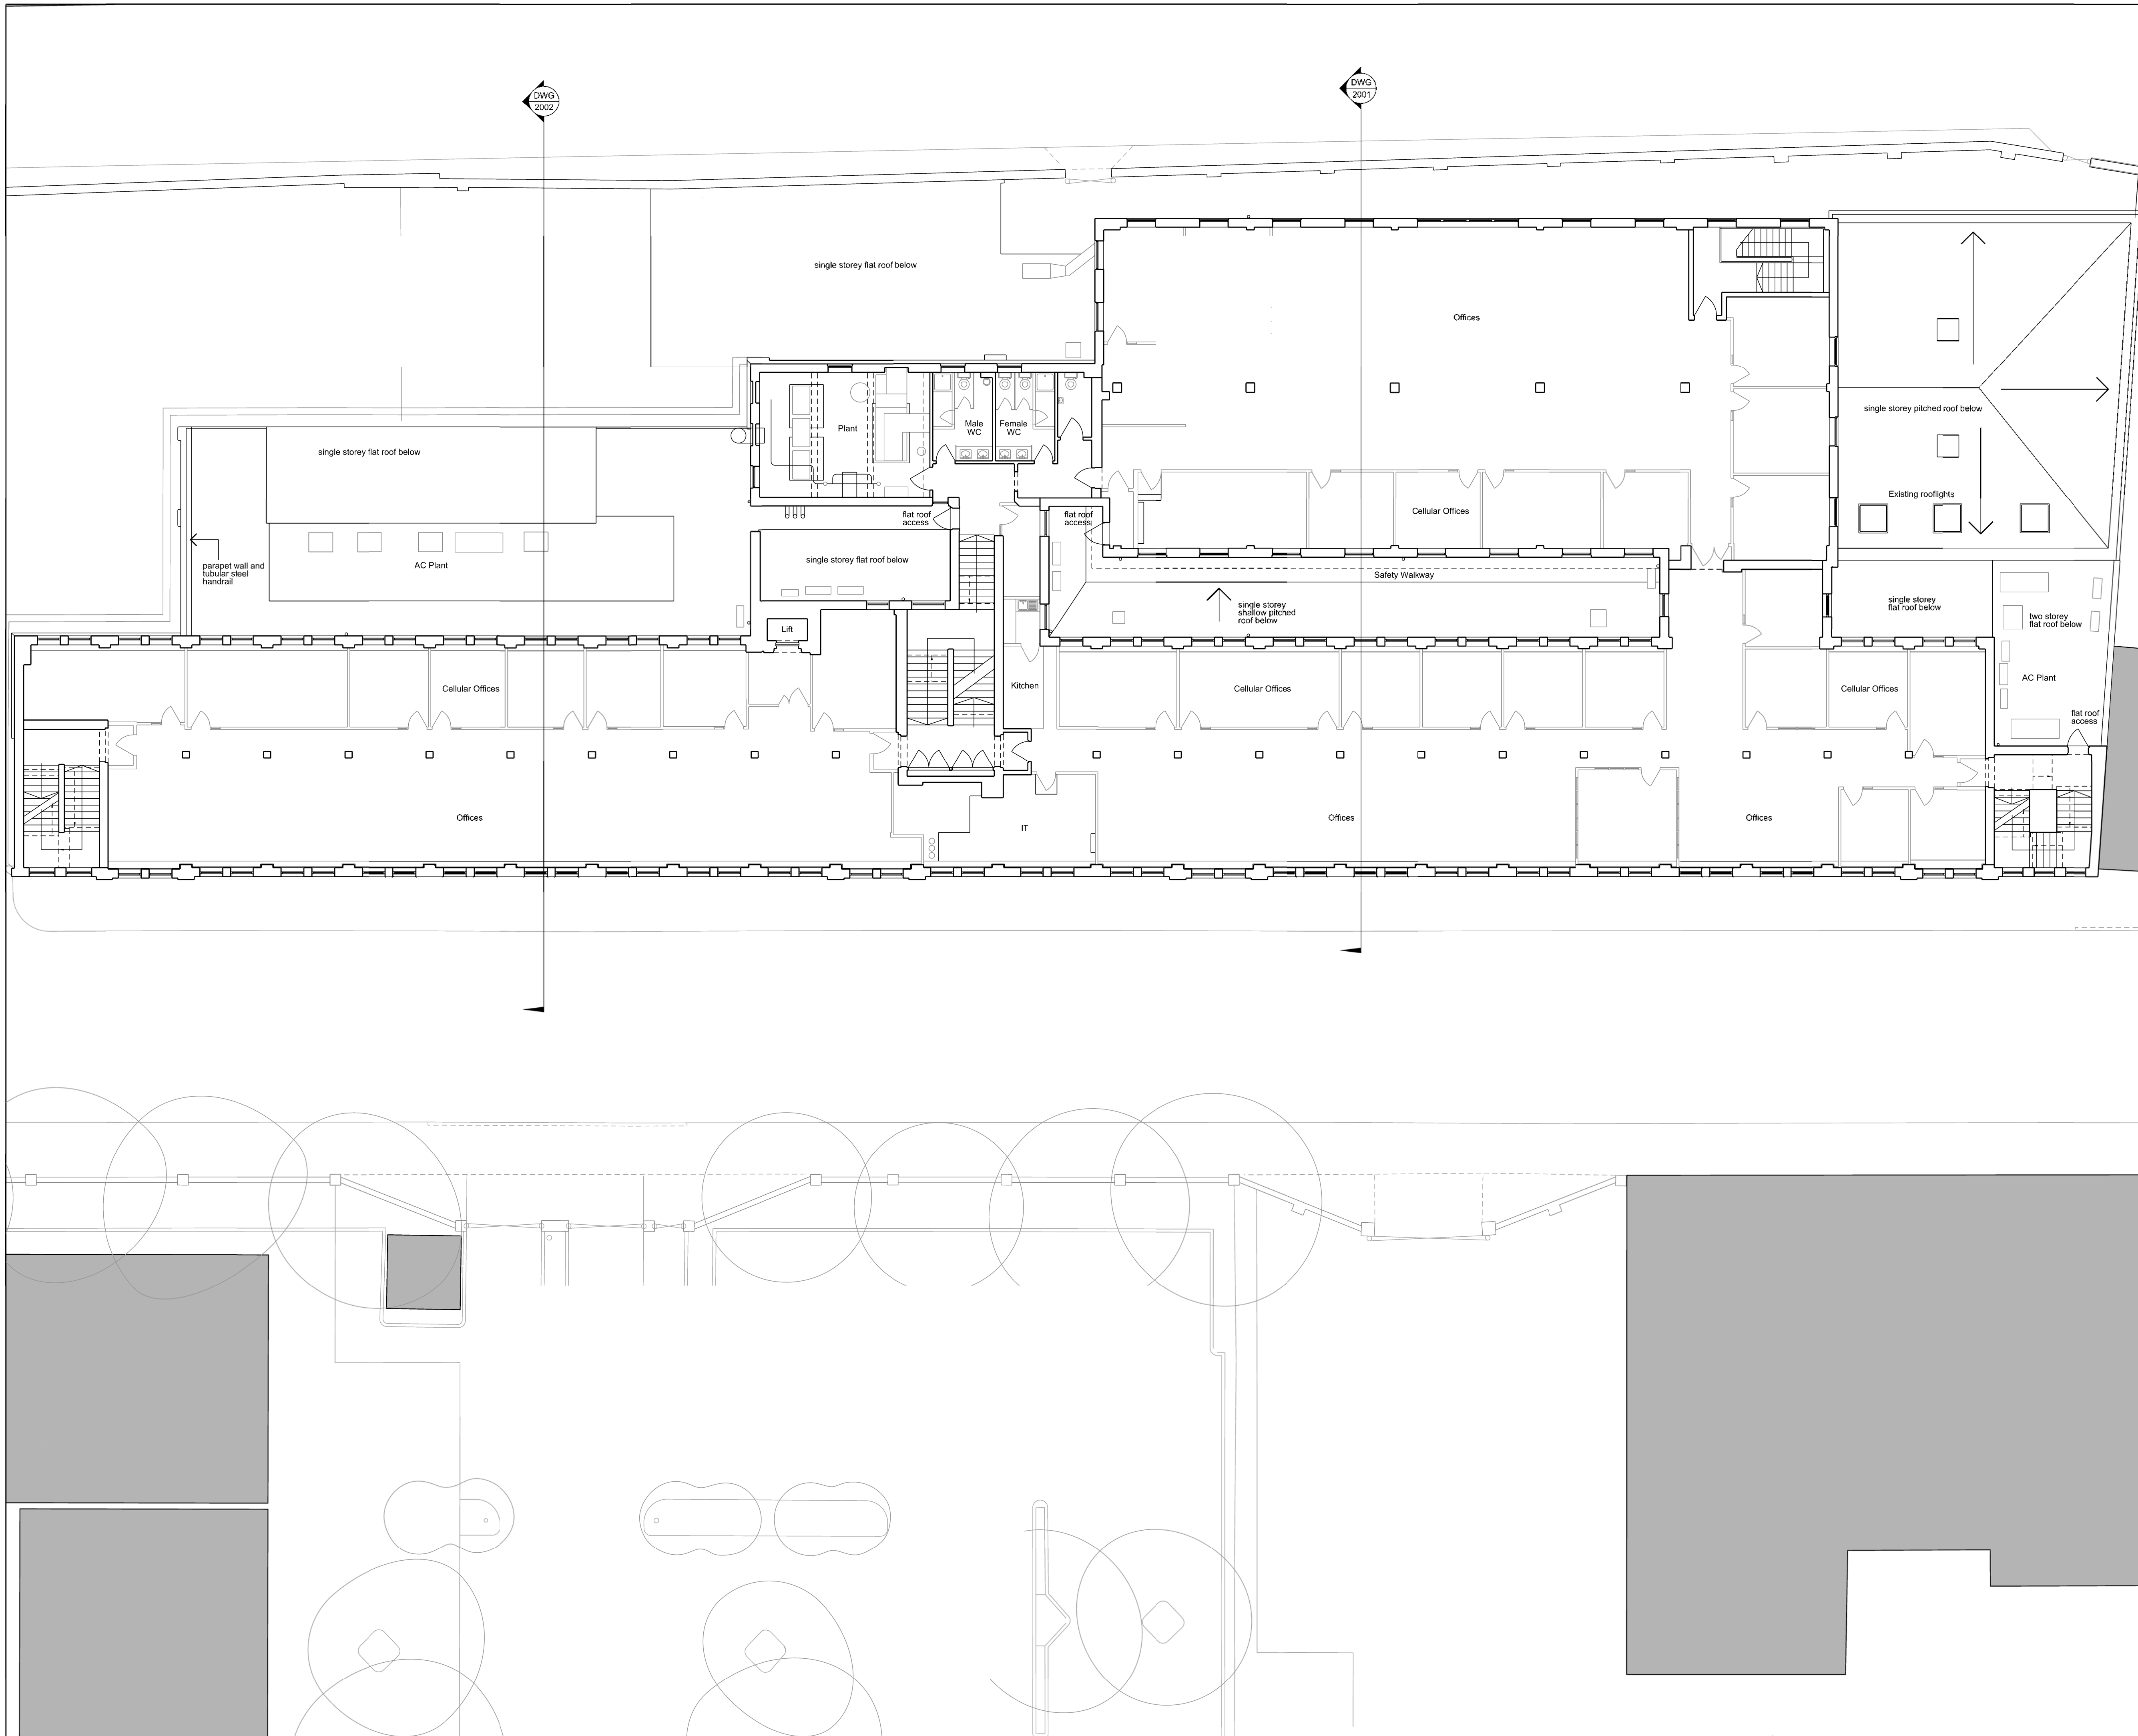 DWG
2002
DWG
2001
single storey flat roof below
Offices
single storey pitched roof below
Plant
Male
WC
Female
WC
single storey flat roof below
Existing rooflights
Cellular Offices
flat roof
access
flat roof
access
parapet wall and
tubular steel
handrail
AC Plant
single storey flat roof below
Safety Walkway
single storey
shallow pitched
roof below
single storey
flat roof below
two storey
flat roof below
Lift
Cellular Offices
Kitchen
Cellular Offices
Cellular Offices
AC Plant
flat roof
access
Offices
IT
Offices
Offices